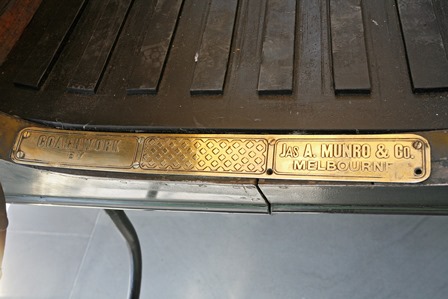 COACHWORK
BY
JAS A. MUNRO & CO.
MELBOURNE